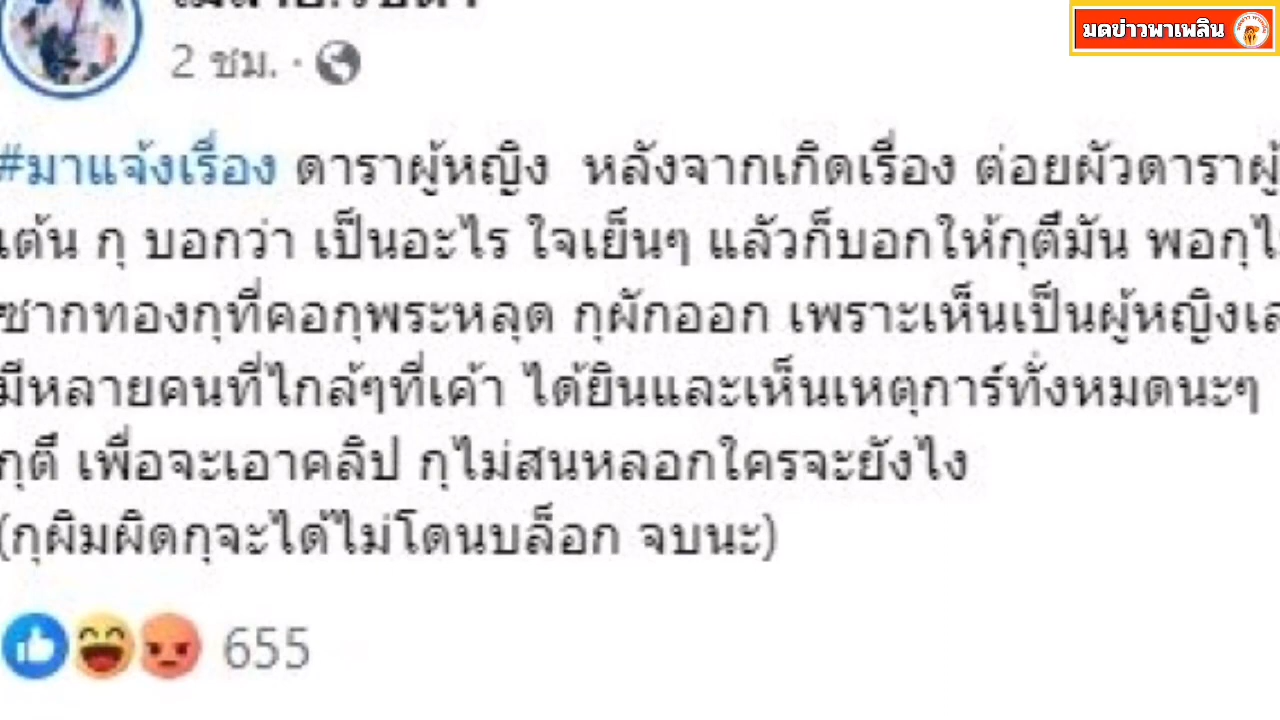 มดข่าวพาเพลิน
2 ชม.
#มาแจ้งเรื่อง ดาราผู้หญิง หลังจากเกิดเรื่อง ต่อยผัวดาราผู้
เต้น กุ บอกว่า เป็นอะไร ใจเย็นๆ แล้วก็บอกให้กุตึมัน พอกุ
ซากทองกุที่คอกุพระหลุด กุผักออก เพราะเห็นเป็นผู้หญิง
มีหลายคนที่ไกล้ๆที่เค้า ได้ยินและเห็นเหตุการ์ทั่งหมดนะๆ
กุตึ เพื่อจะเอาคลิป กุไม่สนหลอกใครจะยังไง
(กุผิมผิดกุจะได้ไม่โดนบล็อก จบนะ)
655